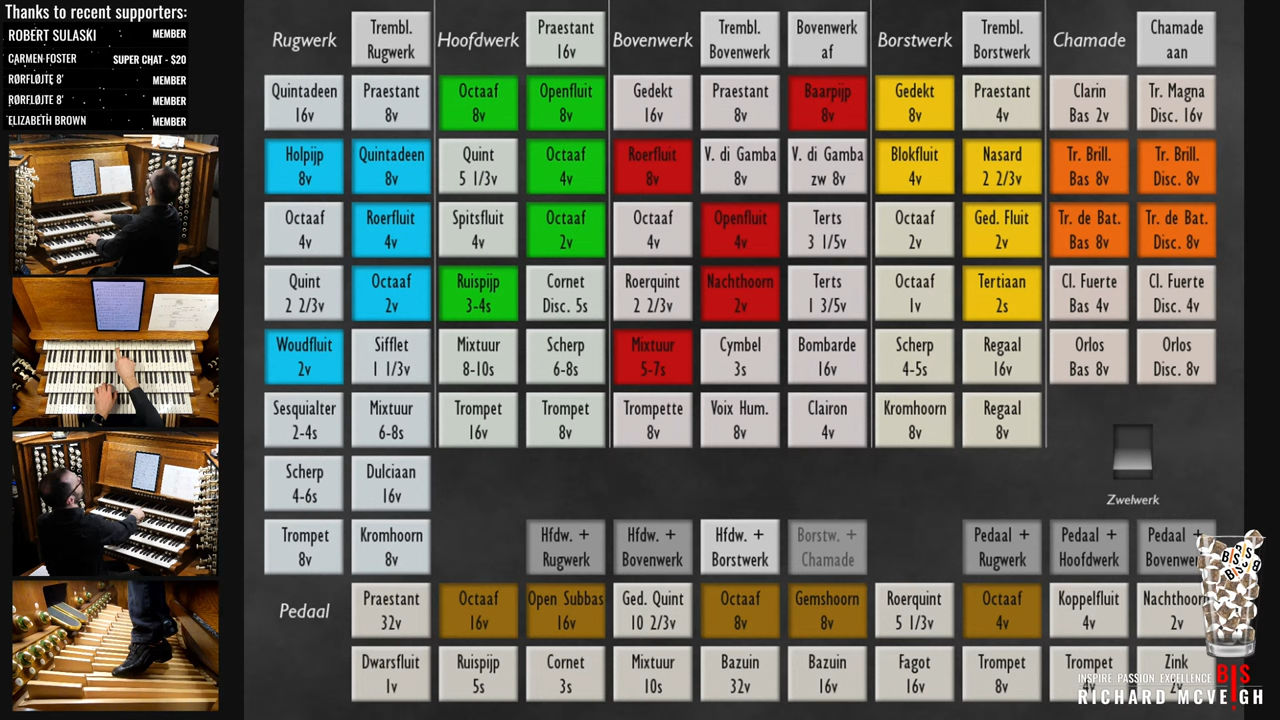 Thanks to recent supporters:
ROBERT SULASKI MEMBER
CARMEN FOSTER SUPER CHAT - $20
RØRFLØJTE 8' MEMBER
RØRFLØJTE 8' MEMBER
ELIZABETH BROWN MEMBER
Rugwerk
Trembl.
Rugwerk
Hoofdwerk
Praestant
16v
Bovenwerk
Trembl.
Bovenwerk
Bovenwerk
af
Borstwerk
Trembl.
Borstwerk
Chamade
Chamade
aan
Quintadeen
16v
Praestant
8v
Octaaf
8v
Openfluit
8v
Gedekt
16v
Praestant
8v
Baarpijp
8v
Gedekt
8v
Praestant
4v
Clarin
Bas 2v
Tr. Magna
Disc. 16v
Holpijp
8v
Quintadeen
8v
Quint
5 1/3v
Octaaf
4v
Roerfluit
8v
V. di Gamba
8v
V. di Gamba
zw 8v
Blokfluit
4v
Nasard
2 2/3v
Tr. Brill.
Bas 8v
Tr. Brill.
Disc. 8v
Octaaf
4v
Roerfluit
4v
Spitsfluit
4v
Octaaf
2v
Octaaf
4v
Openfluit
4v
Terts
3 1/5v
Octaaf
2v
Ged. Fluit
2v
Tr. de Bat.
Bas 8v
Tr. de Bat.
Disc. 8v
Quint
2 2/3v
Octaaf
2v
Ruispijp
3-4s
Cornet
Disc. 5s
Roerquint
2 2/3v
Nachthoorn
2v
Terts
1 3/5v
Octaaf
1v
Tertiaan
2s
Cl. Fuerte
Bas 4v
Cl. Fuerte
Disc. 4v
Woudfluit
2v
Sifflet
1 1/3v
Mixtuur
8-10s
Scherp
6-8s
Mixtuur
5-7s
Cymbel
3s
Bombarde
16v
Scherp
4-5s
Regaal
16v
Orlos
Bas 8v
Orlos
Disc. 8v
Sesquialter
2-4s
Mixtuur
6-8s
Trompet
16v
Trompet
8v
Trompette
8v
Voix Hum.
8v
Clairon
4v
Kromhoorn
8v
Regaal
8v
Scherp
4-6s
Dulciaan
16v
Zwelwerk
Trompet
8v
Kromhoorn
8v
Hfdw. +
Rugwerk
Hfdw. +
Bovenwerk
Hfdw. +
Borstwerk
Borstw. +
Chamade
Pedaal +
Rugwerk
Pedaal +
Hoofdwerk
Pedaal +
Bovenwerk
Pedaal
Praestant
32v
Octaaf
16v
Open Subbas
16v
Ged. Quint
10 2/3v
Octaaf
8v
Gemshoorn
8v
Roerquint
5 1/3v
Octaaf
4v
Koppelfluit
4v
Nachthoorn
2v
Dwarsfluit
1v
Ruispijp
5s
Cornet
3s
Mixtuur
10s
Bazuin
32v
Bazuin
16v
Fagot
16v
Trompet
8v
Trompet
Zink
INSPIRE. PASSION. EXCELLENCE.
BIS
RICHARD MCVEIGH